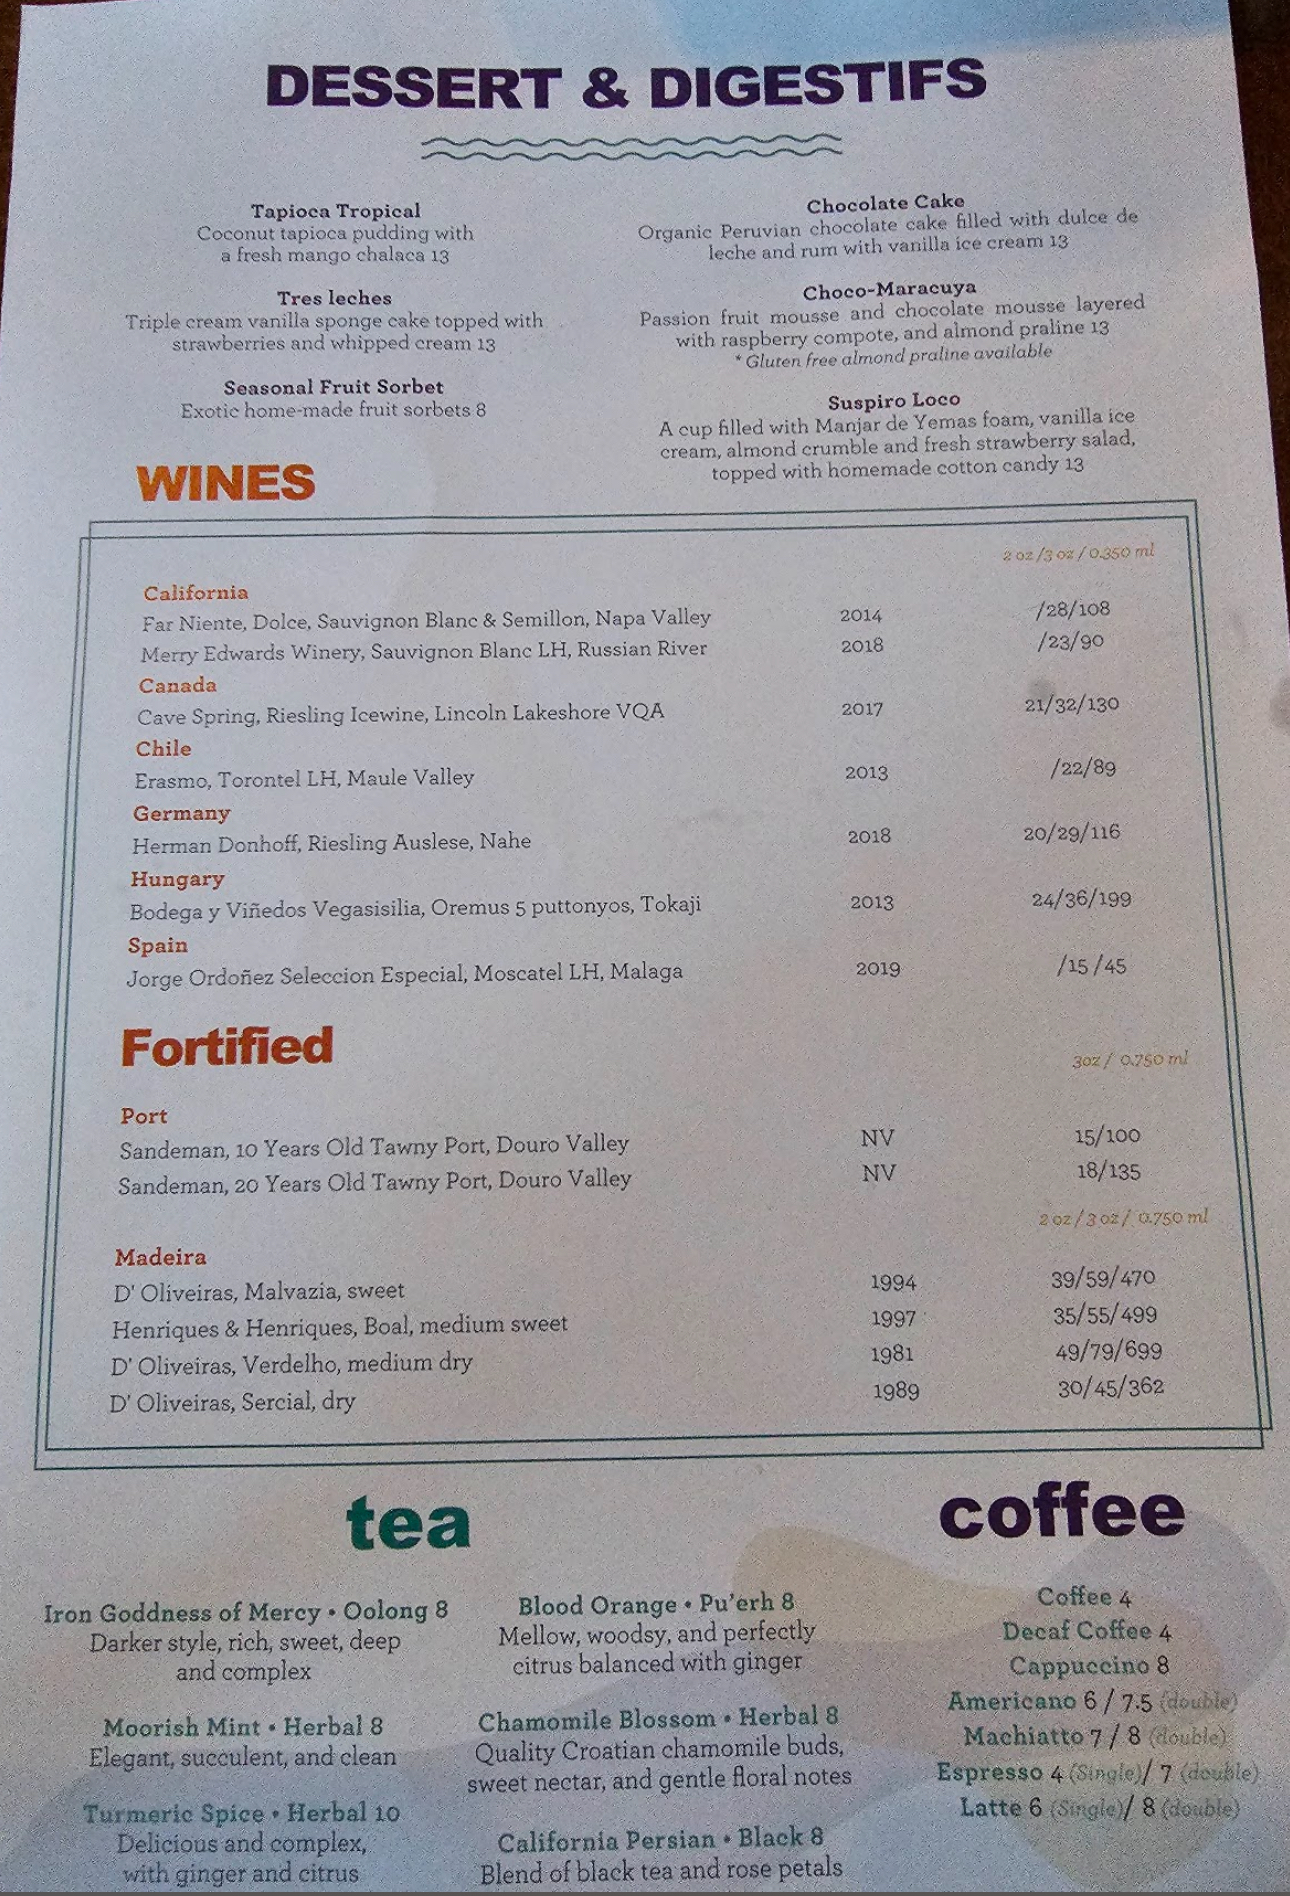 DESSERT & DIGESTIFS
Tapioca Tropical
Coconut tapioca pudding with
a fresh mango chalaca 13
Tres leches
Triple cream vanilla sponge cake topped with
strawberries and whipped cream 13
Seasonal Fruit Sorbet
Exotic home-made fruit sorbets 8
Chocolate Cake
Organic Peruvian chocolate cake filled with dulce de
leche and rum with vanilla ice cream 13
Choco-Maracuya
Passion fruit mousse and chocolate mousse layered
with raspberry compote, and almond praline 13
* Gluten free almond praline available
Suspiro Loco
A cup filled with Manjar de Yemas foam, vanilla ice
cream, almond crumble and fresh strawberry salad,
topped with homemade cotton candy 13
WINES
2 oz /3 oz / 0.350 ml
California
Far Niente, Dolce, Sauvignon Blanc & Semillon, Napa Valley 2014 /28/108
Merry Edwards Winery, Sauvignon Blanc LH, Russian River 2018 /23/90
Canada
Cave Spring, Riesling Icewine, Lincoln Lakeshore VQA 2017 21/32/130
Chile
Erasmo, Torontel LH, Maule Valley 2013 /22/89
Germany
Herman Donhoff, Riesling Auslese, Nahe 2018 20/29/116
Hungary
Bodega y Viñedos Vegasisilia, Oremus 5 puttonyos, Tokaji 2013 24/36/199
Spain
Jorge Ordoñez Seleccion Especial, Moscatel LH, Malaga 2019 /15 /45
Fortified
3oz / 0.750 ml
Port
Sandeman, 10 Years Old Tawny Port, Douro Valley NV 15/100
Sandeman, 20 Years Old Tawny Port, Douro Valley NV 18/135
2 oz / 3 oz / 0.750 ml
Madeira
D' Oliveiras, Malvazia, sweet 1994 39/59/470
Henriques & Henriques, Boal, medium sweet 1997 35/55/499
D' Oliveiras, Verdelho, medium dry 1981 49/79/699
D' Oliveiras, Sercial, dry 1989 30/45/362
tea
Iron Goddess of Mercy • Oolong 8
Darker style, rich, sweet, deep
and complex
Moorish Mint • Herbal 8
Elegant, succulent, and clean
Turmeric Spice • Herbal 10
Delicious and complex,
with ginger and citrus
Blood Orange • Pu'erh 8
Mellow, woodsy, and perfectly
citrus balanced with ginger
Chamomile Blossom • Herbal 8
Quality Croatian chamomile buds,
sweet nectar, and gentle floral notes
California Persian • Black 8
Blend of black tea and rose petals
coffee
Coffee 4
Decaf Coffee 4
Cappuccino 8
Americano 6 / 7.5 (double)
Machiatto 7 / 8 (double)
Espresso 4 (Single)/ 7 (double)
Latte 6 (Single)/ 8 (double)